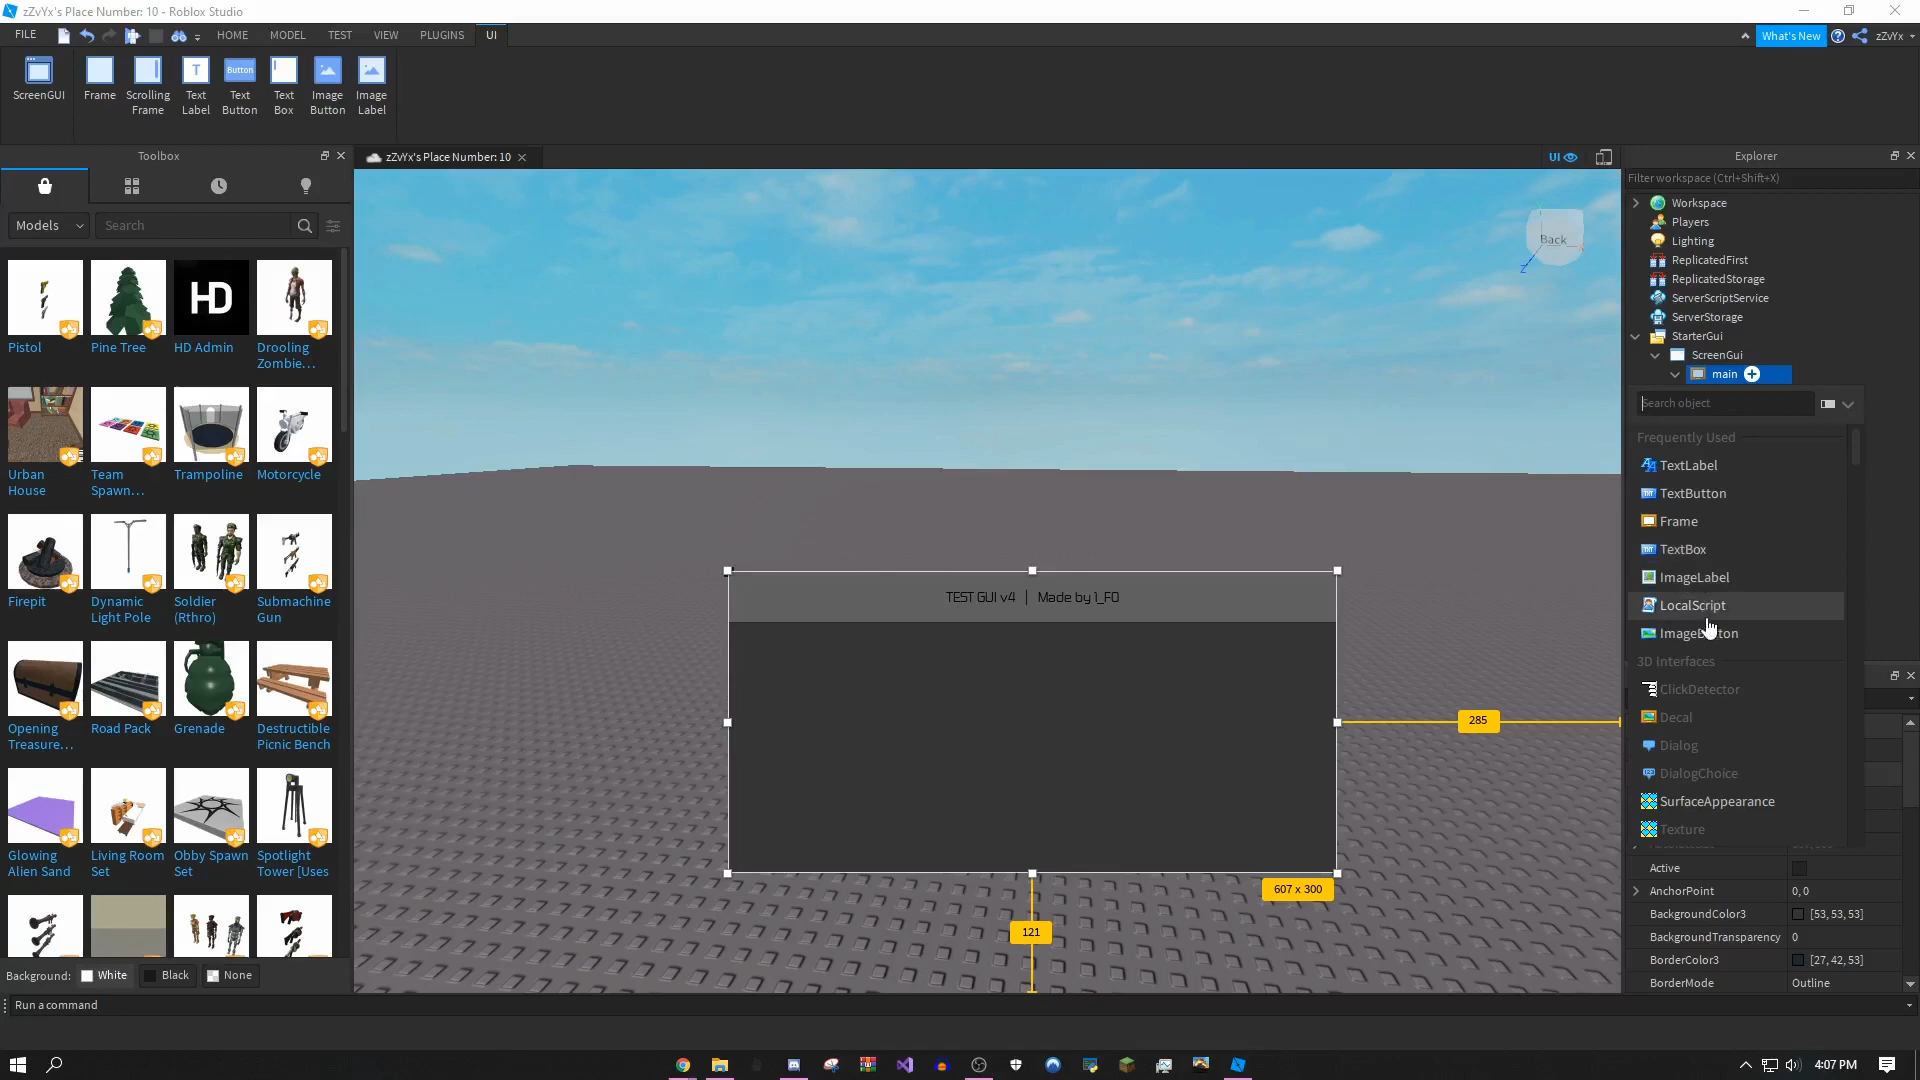 zZvYx's Place Number: 10 - Roblox Studio
FILE HOME MODEL TEST VIEW PLUGINS UI
What's New zZvYx
ScreenGUI
Frame
Scrolling
Frame
Text
Label
Button
Text
Button
Text
Box
Image
Button
Image
Label
Toolbox
Models
Search
Pistol
Pine Tree
HD
HD Admin
Drooling
Zombie...
Urban
House
Team
Spawn...
Trampoline
Motorcycle
Firepit
Dynamic
Light Pole
Soldier
(Rthro)
Submachine
Gun
Opening
Treasure...
Road Pack
Grenade
Destructible
Picnic Bench
Glowing
Alien Sand
Living Room
Set
Obby Spawn
Set
Spotlight
Tower [Uses
Background: White Black None
zZvYx's Place Number: 10
UI
Back
TEST GUI v4 | Made by 1_F0
285
607 x 300
121
Explorer
Filter workspace (Ctrl+Shift+X)
Workspace
Players
Lighting
ReplicatedFirst
ReplicatedStorage
ServerScriptService
ServerStorage
StarterGui
ScreenGui
main
Search object
Frequently Used
TextLabel
TextButton
Frame
TextBox
ImageLabel
LocalScript
ImageButton
3D Interfaces
ClickDetector
Decal
Dialog
DialogChoice
SurfaceAppearance
Texture
Active
AnchorPoint 0, 0
BackgroundColor3 [53,53,53]
BackgroundTransparency 0
BorderColor3 [27,42,53]
BorderMode Outline
Run a command
4:07 PM